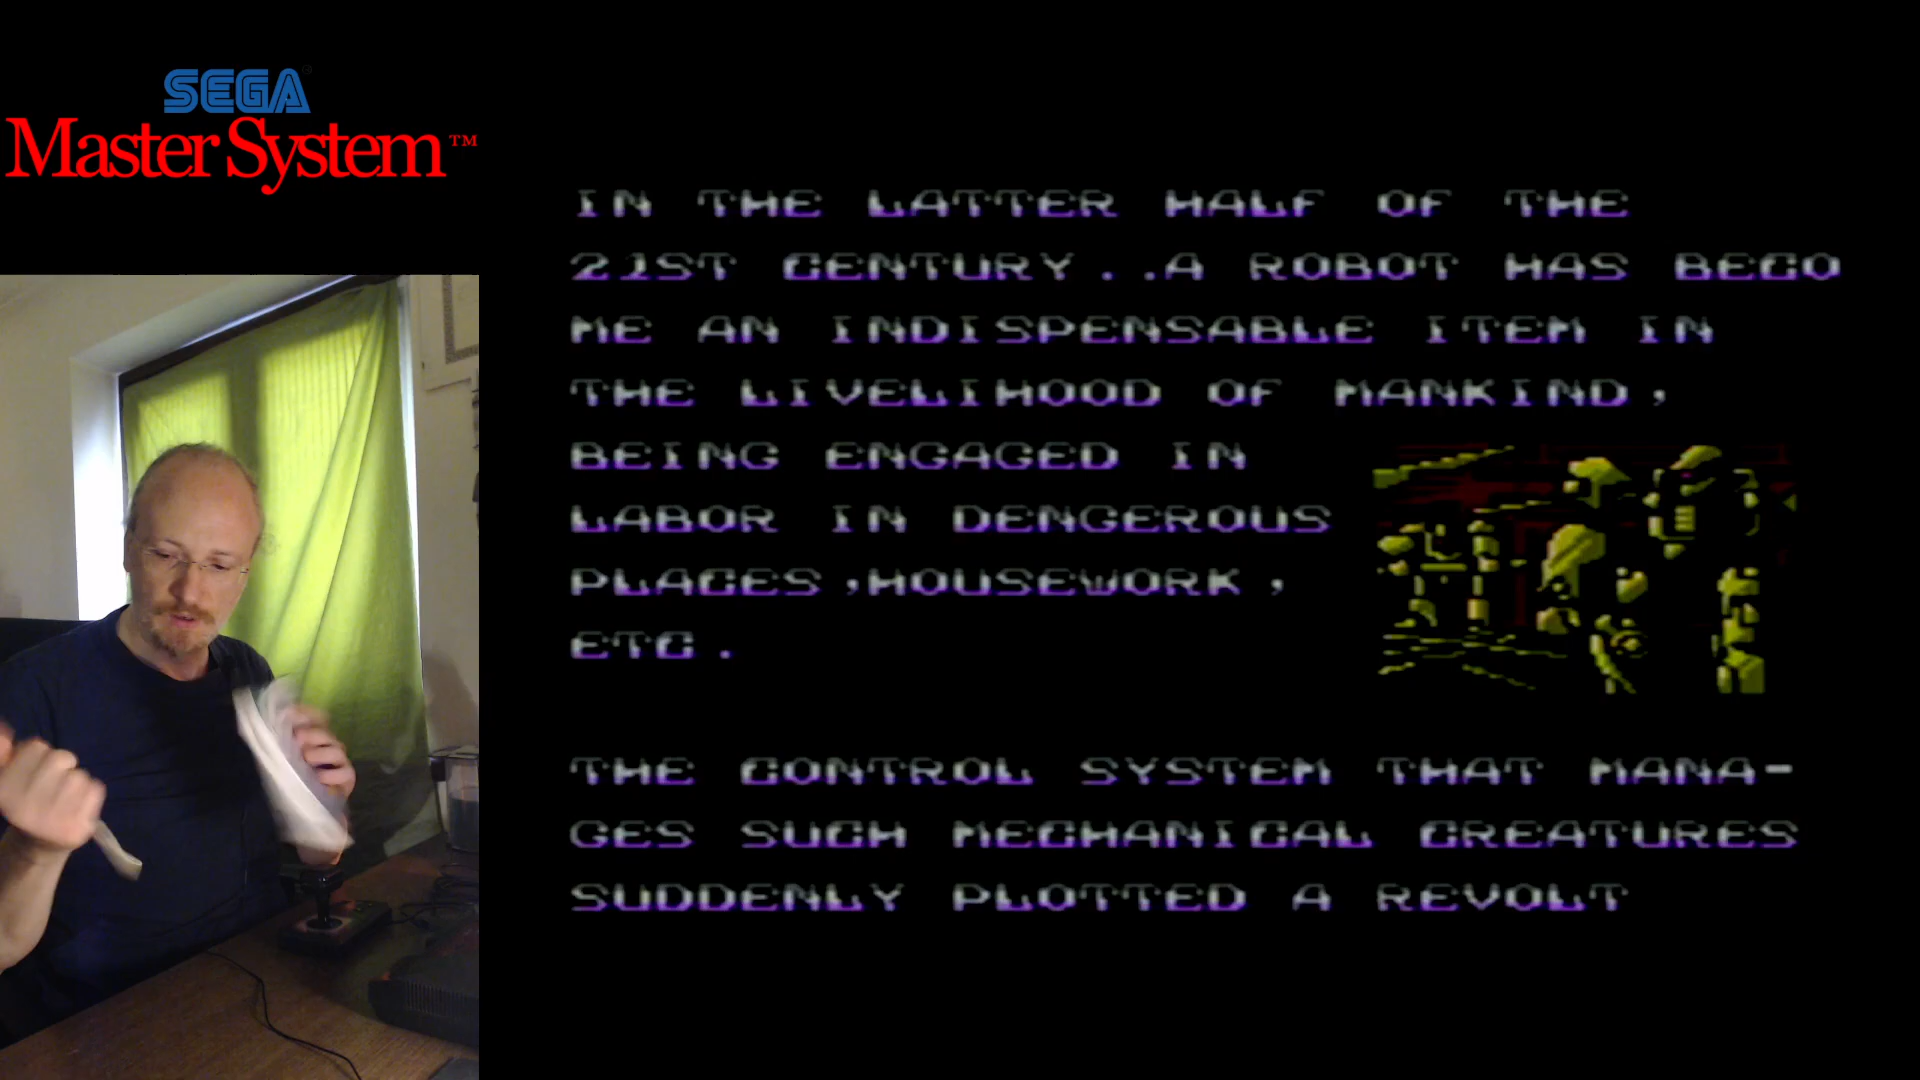 SEGA
Master System™
IN THE LATTER HALF OF THE
21ST CENTURY...A ROBOT HAS BECO
ME AN INDISPENSABLE ITEM IN
THE LIVELIHOOD OF MANKIND,
BEING ENGAGED IN
LABOR IN DENGEROUS
PLACES,HOUSEWORK,
ETC.
THE CONTROL SYSTEM THAT MANA-
GES SUCH MECHANICAL CREATURES
SUDDENLY PLOTTED A REVOLT